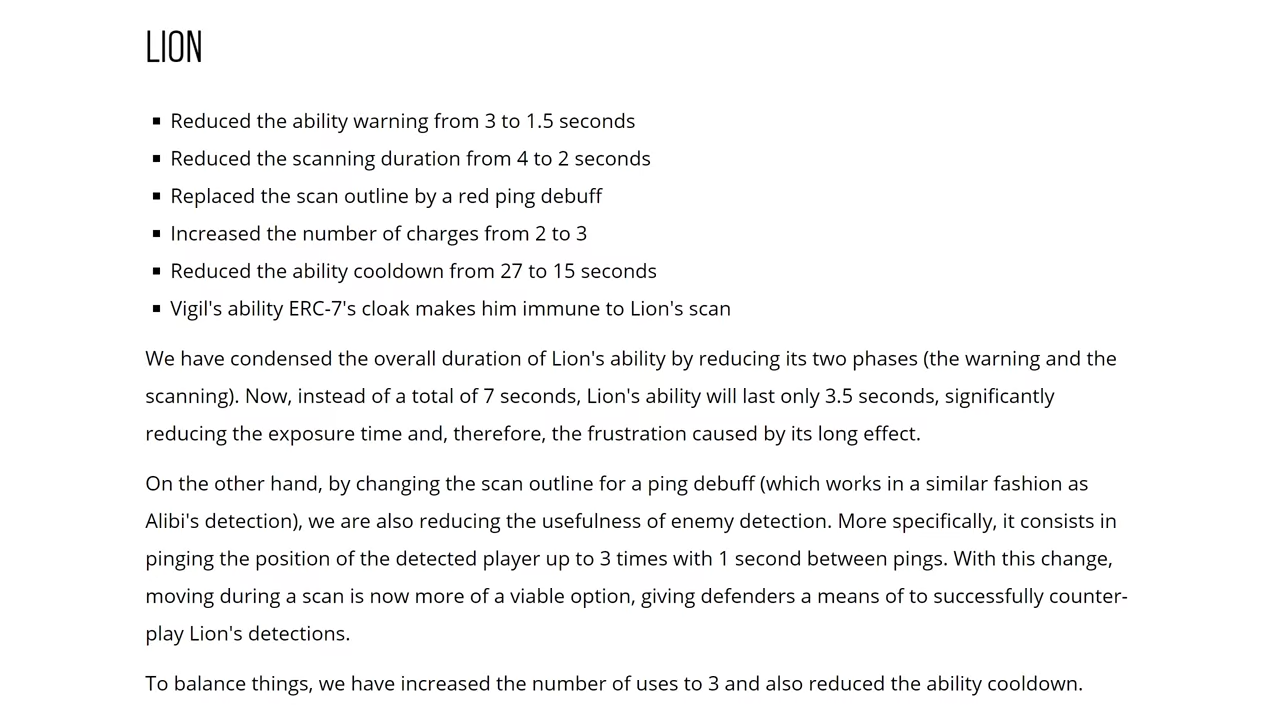 LION
Reduced the ability warning from 3 to 1.5 seconds
Reduced the scanning duration from 4 to 2 seconds
Replaced the scan outline by a red ping debuff
Increased the number of charges from 2 to 3
Reduced the ability cooldown from 27 to 15 seconds
Vigil's ability ERC-7's cloak makes him immune to Lion's scan
We have condensed the overall duration of Lion's ability by reducing its two phases (the warning and the
scanning). Now, instead of a total of 7 seconds, Lion's ability will last only 3.5 seconds, significantly
reducing the exposure time and, therefore, the frustration caused by its long effect.
On the other hand, by changing the scan outline for a ping debuff (which works in a similar fashion as
Alibi's detection), we are also reducing the usefulness of enemy detection. More specifically, it consists in
pinging the position of the detected player up to 3 times with 1 second between pings. With this change,
moving during a scan is now more of a viable option, giving defenders a means of to successfully counter-
play Lion's detections.
To balance things, we have increased the number of uses to 3 and also reduced the ability cooldown.